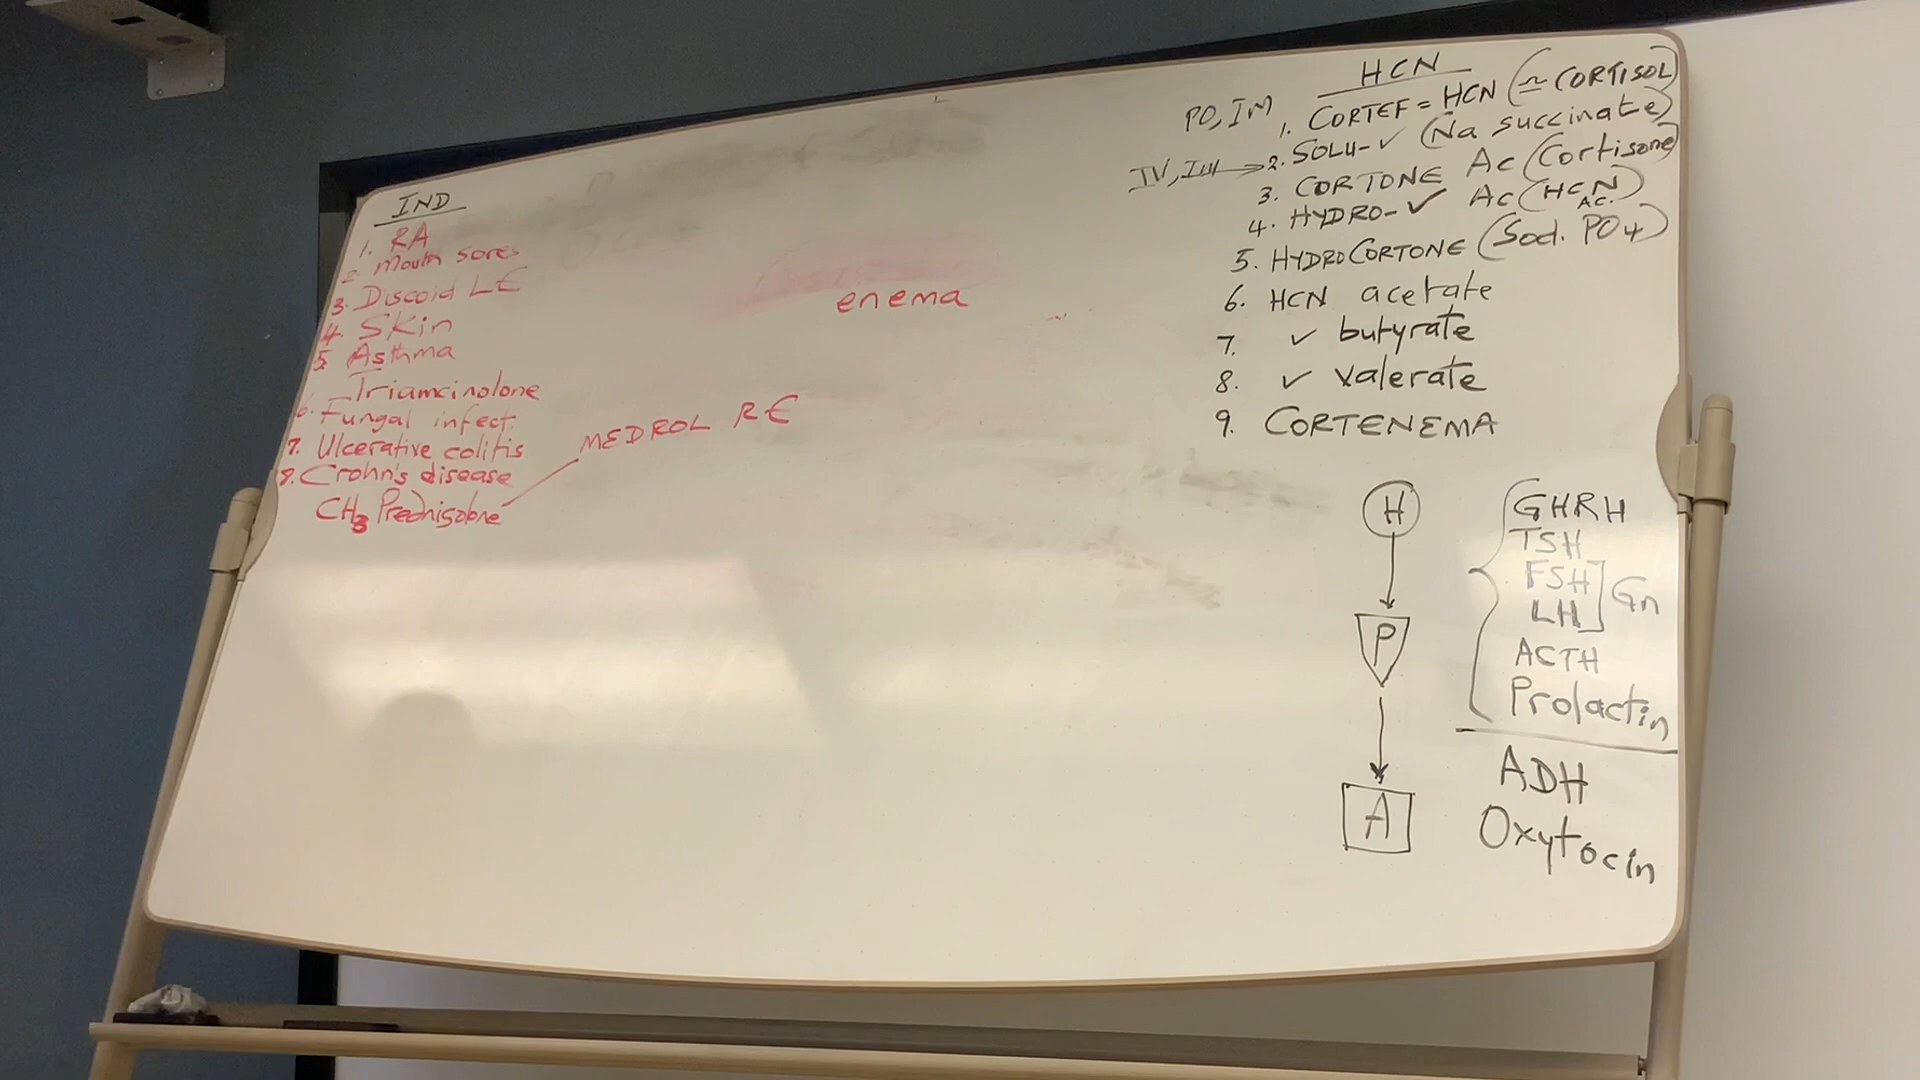 IND
1. RA
2. Mouth sores
3. Discoid LE
4. Skin
5. Asthma
Triamcinolone
6. Fungal infect.
7. Ulcerative colitis
8. Crohn's disease
CH3 Prednisolone
MEDROL RE
enema
HCN
PO, IM 1. CORTEF = HCN (≃ CORTISOL)
IV, IM → 2. SOLU- ✓ (Na succinate)
3. CORTONE Ac (Cortisone)
4. HYDRO- ✓ Ac (HCN AC.)
5. HYDROCORTONE (Sod. PO4)
6. HCN acetate
7. ✓ butyrate
8. ✓ valerate
9. CORTENEMA
H
P
A
GHRH
TSH
FSH
LH
Gn
ACTH
Prolactin
ADH
Oxytocin